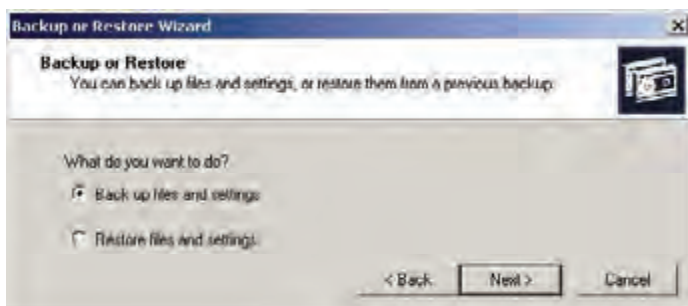 Backup or Restore Wizard
Backup or Restore
You can back up files and settings, or restore them from a previous backup.
What do you want to do?
Back up files and settings
Restore files and settings
< Back
Next >
Cancel